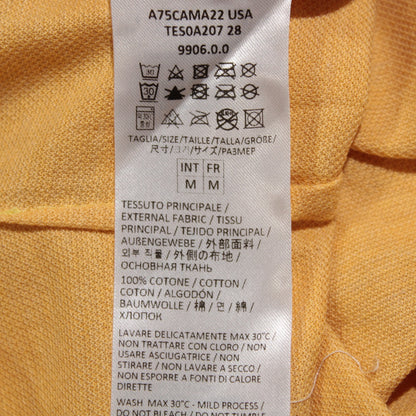 A75CAMA22 USA
TES0A207 28
9906.0.0
30
TAGLIA/SIZE/TAILLE/TALLA/GRÖßE/
尺寸/크기/サイズ/РАЗМЕР
INT FR
M M
TESSUTO PRINCIPALE /
EXTERNAL FABRIC / TISSU
PRINCIPAL / TEJIDO PRINCIPAL /
AUßENGEWEBE / 外部面料 /
외부 직물 / 外側の布地 /
ОСНОВНАЯ ТКАНЬ
100% COTONE / COTTON /
COTON / ALGODÓN /
BAUMWOLLE / 棉 / 면 / 綿 /
ХЛОПОК
LAVARE DELICATAMENTE MAX 30°C/
NON TRATTARE CON CLORO/ NON
USARE ASCIUGATRICE / NON
STIRARE / NON LAVARE A SECCO /
NON ESPORRE A FONTI DI CALORE
DIRETTE
WASH MAX 30°C - MILD PROCESS /
DO NOT BLEACH / DO NOT TUMBLE